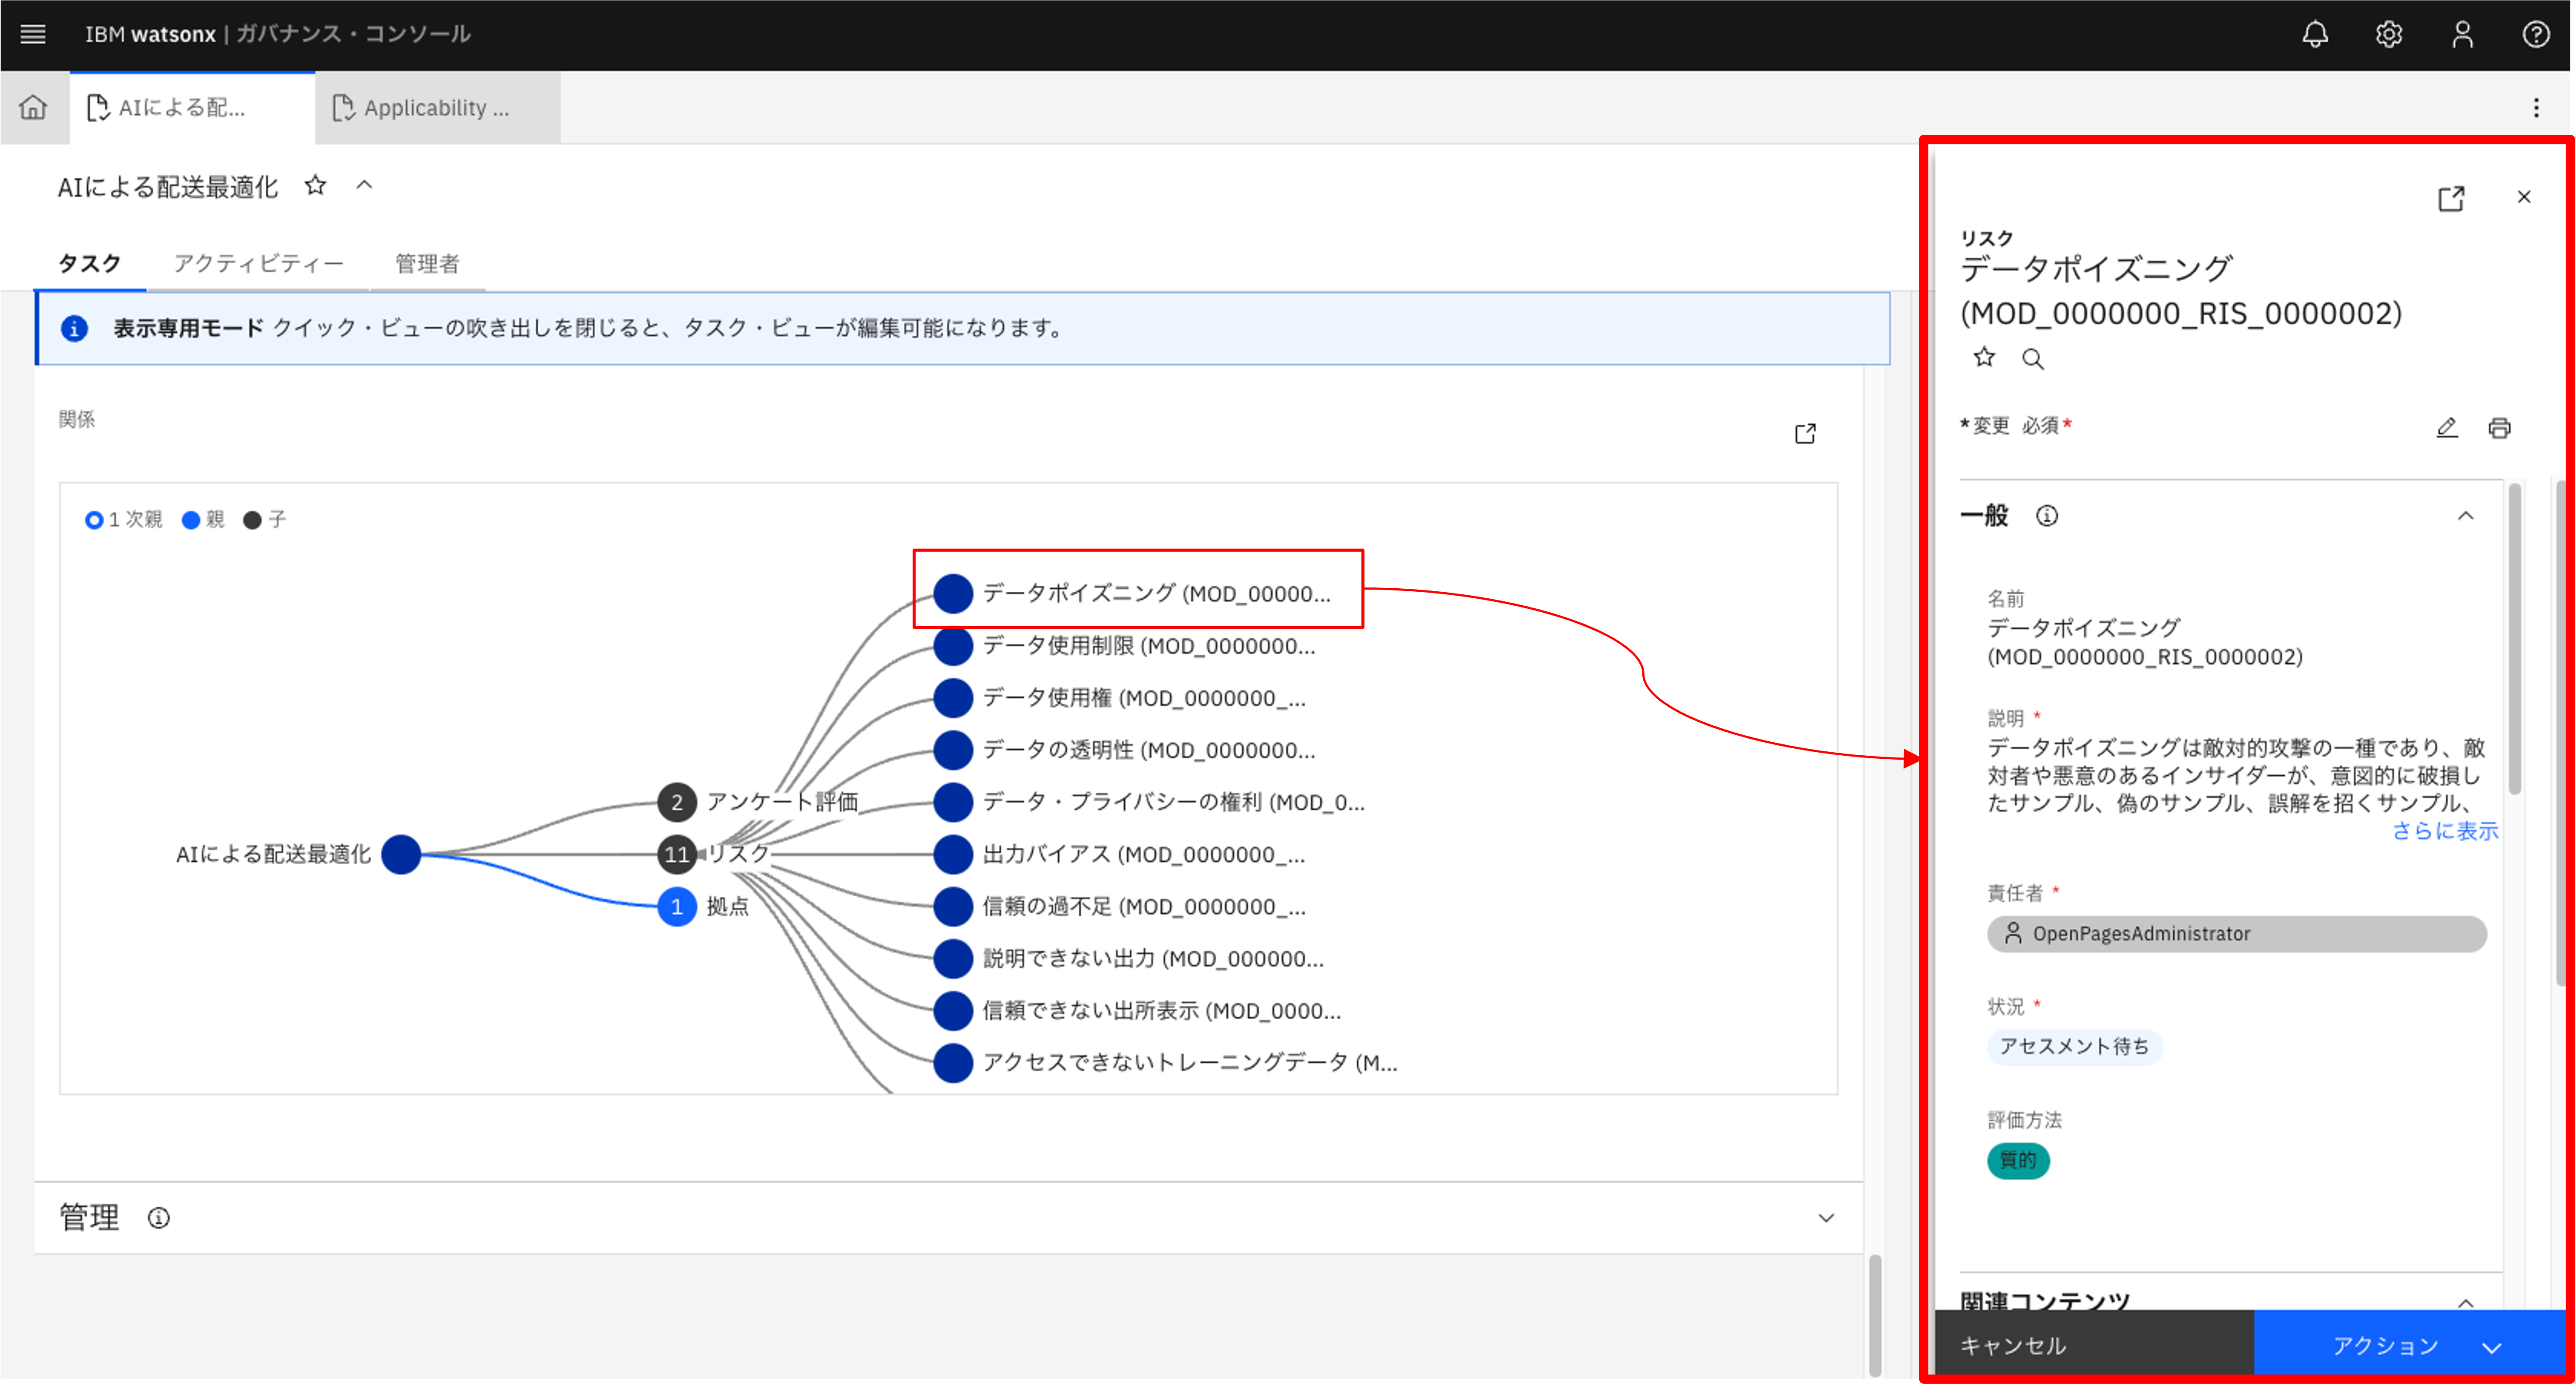 IBM watsonx | ガバナンス・コンソール
AIによる配...
Applicability ...
AIによる配送最適化
タスク
アクティビティー
管理者
表示専用モード クイック・ビューの吹き出しを閉じると、タスク・ビューが編集可能になります。
関係
1 次親
親
子
データポイズニング (MOD_00000...
データ使用制限 (MOD_0000000...
データ使用権 (MOD_0000000_...
データの透明性 (MOD_0000000...
2 アンケート評価
データ・プライバシーの権利 (MOD_0...
AIによる配送最適化
11 リスク
出力バイアス (MOD_0000000_...
1 拠点
信頼の過不足 (MOD_0000000_...
説明できない出力 (MOD_000000...
信頼できない出所表示 (MOD_0000...
アクセスできないトレーニングデータ (M...
管理
リスク
データポイズニング
(MOD_0000000_RIS_0000002)
*変更 必須*
一般
名前
データポイズニング
(MOD_0000000_RIS_0000002)
説明 *
データポイズニングは敵対的攻撃の一種であり、敵
対者や悪意のあるインサイダーが、意図的に破損し
たサンプル、偽のサンプル、誤解を招くサンプル、
さらに表示
責任者 *
OpenPagesAdministrator
状況 *
アセスメント待ち
評価方法
質的
関連コンテンツ
キャンセル
アクション